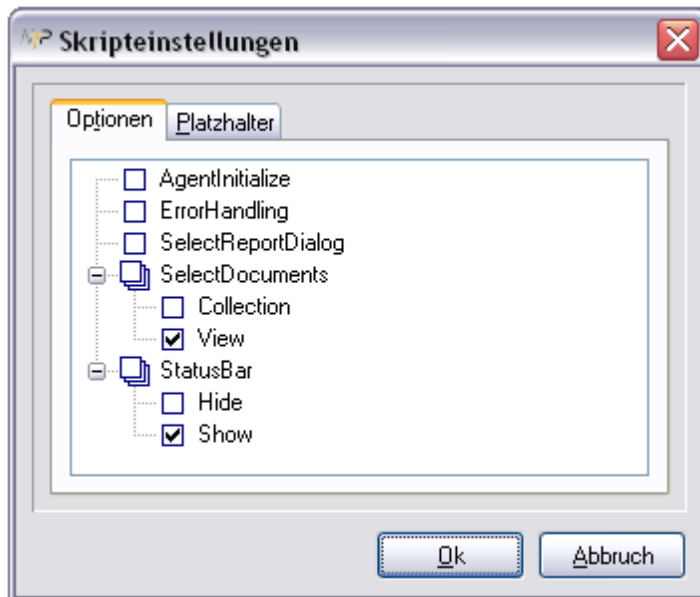 Skripteinstellungen
Optionen Platzhalter
AgentInitialize
ErrorHandling
SelectReportDialog
SelectDocuments
Collection
View
StatusBar
Hide
Show
Ok Abbruch